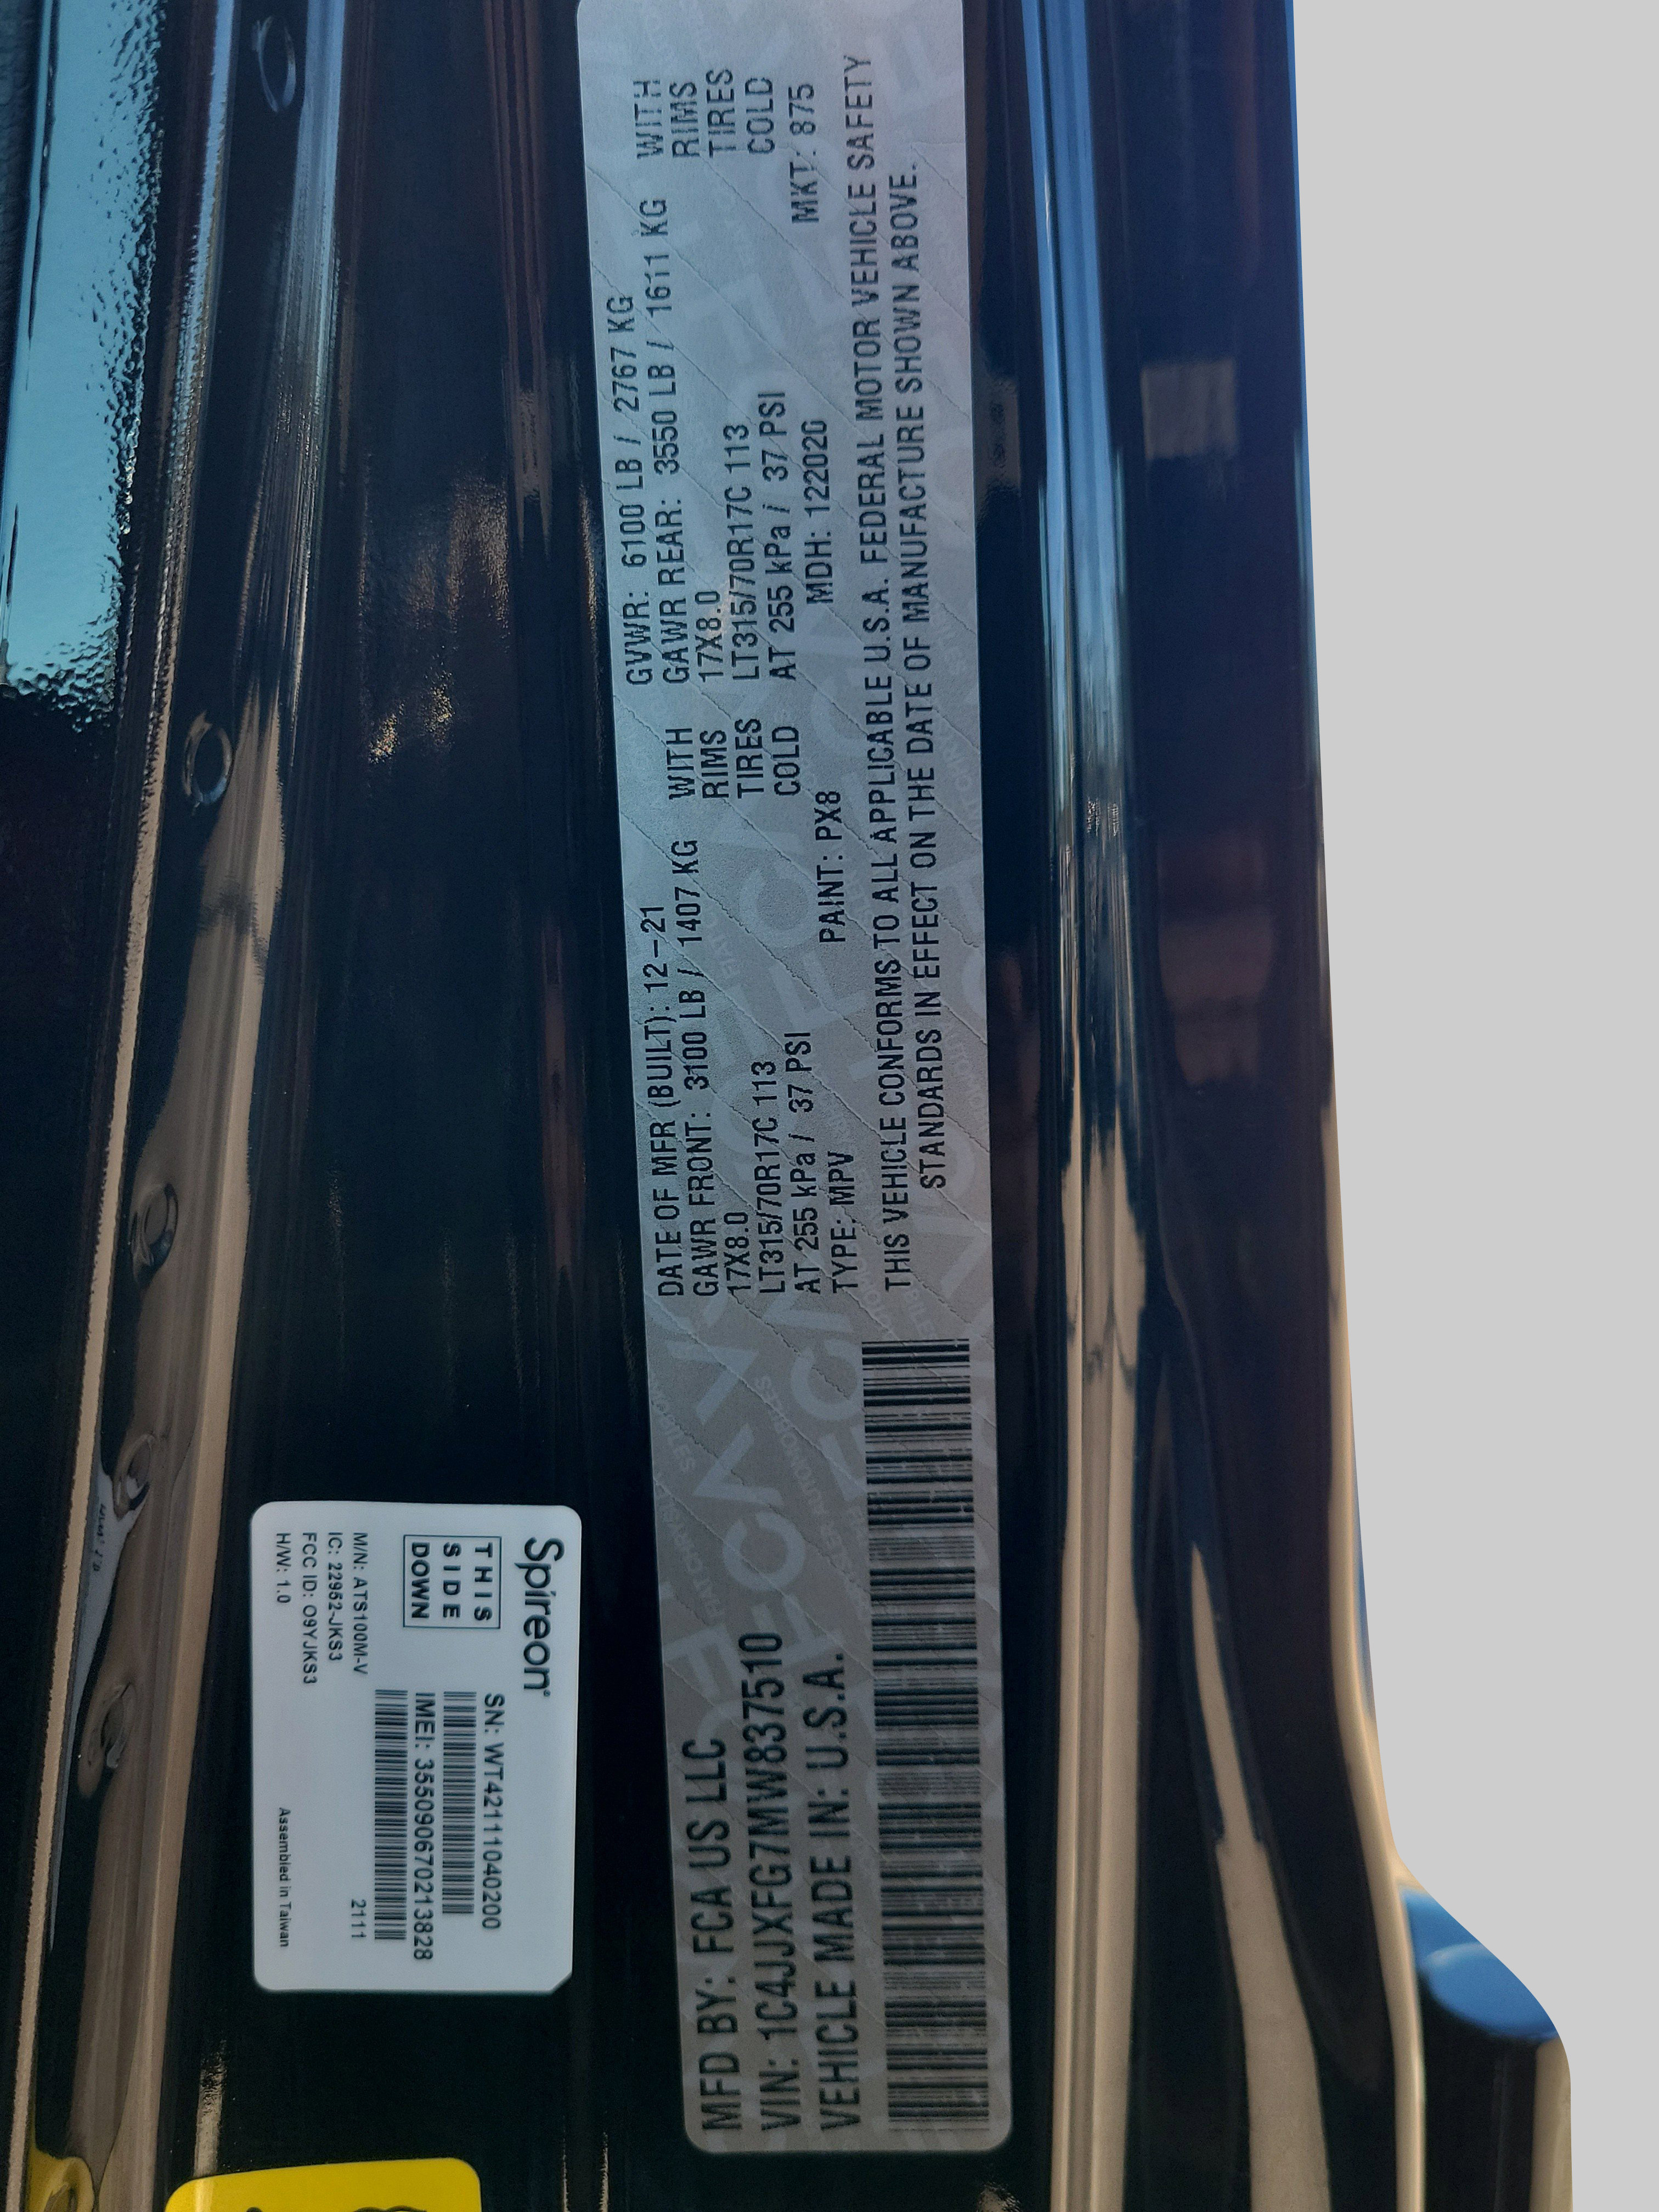 MFD BY: FCA US LLC
VIN: 1C4JJXFG7MW837510
VEHICLE MADE IN: U.S.A.
DATE OF MFR (BUILT): 12-21 GVWR: 6100 LB / 2767 KG
GAWR FRONT: 3100 LB / 1407 KG WITH GAWR REAR: 3550 LB / 1611 KG WITH
17X8.0 RIMS 17X8.0 RIMS
LT315/70R17C 113 TIRES LT315/70R17C 113 TIRES
AT 255 kPa / 37 PSI COLD AT 255 kPa / 37 PSI COLD
TYPE: MPV PAINT: PX8 MDH: 122020 MKT: 875
THIS VEHICLE CONFORMS TO ALL APPLICABLE U.S.A. FEDERAL MOTOR VEHICLE SAFETY
STANDARDS IN EFFECT ON THE DATE OF MANUFACTURE SHOWN ABOVE.
Spireon®
THIS
SIDE
DOWN
SN: WT421111040200
IMEI: 355090670213828
M/N: ATS100M-V
2111
IC: 22952-JKS3
FCC ID: O9YJKS3
H/W: 1.0
Assembled in Taiwan